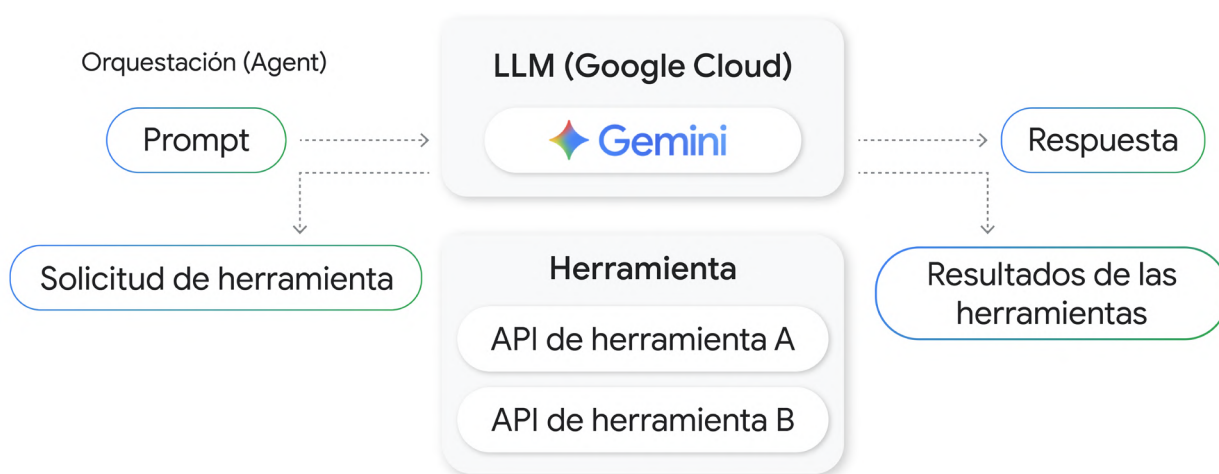 Orquestación (Agent)
LLM (Google Cloud)
Prompt
Gemini
Respuesta
Solicitud de herramienta
Herramienta
Resultados de las
herramientas
API de herramienta A
API de herramienta B